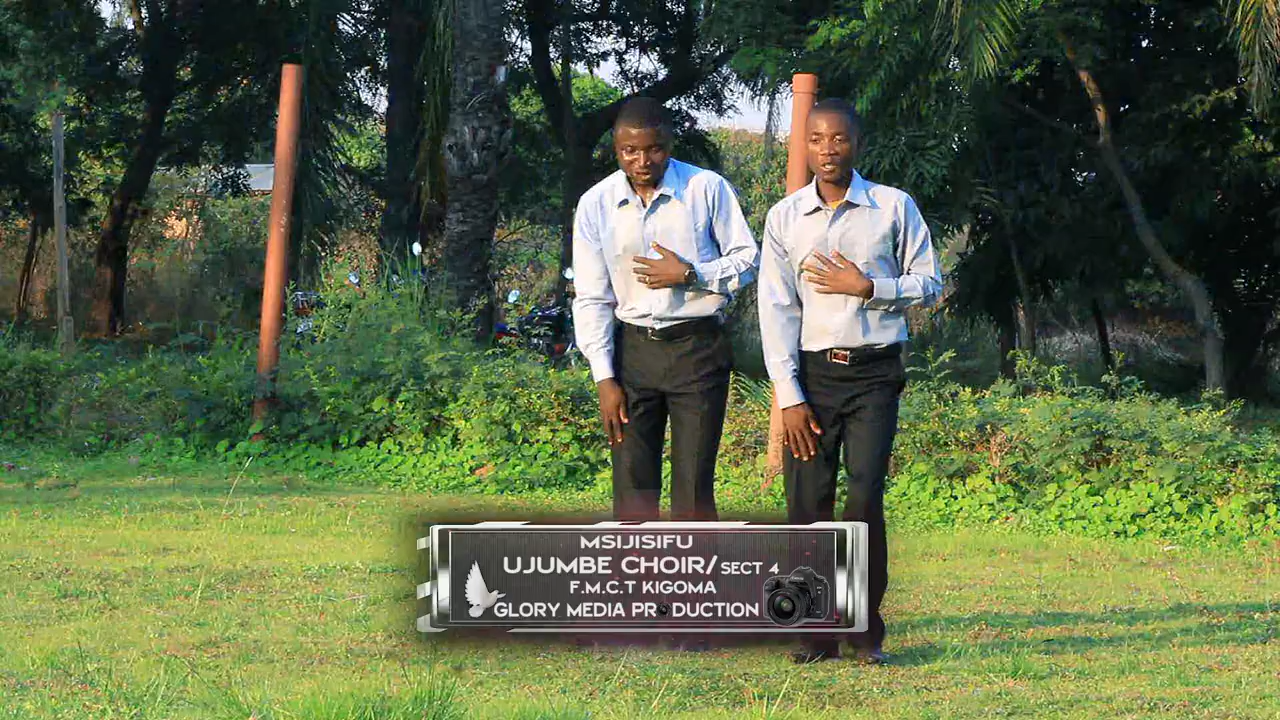 MSIJISIFU
UJUMBE CHOIR/SECT 4
F.M.C.T KIGOMA
GLORY MEDIA PRODUCTION